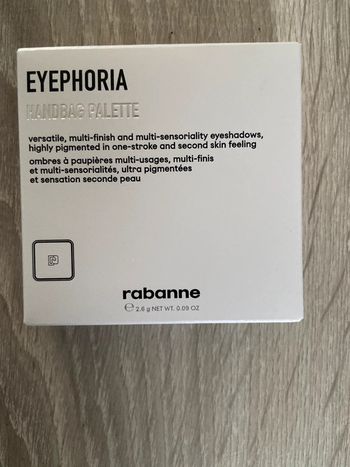 EYEPHORIA
HANDBAG PALETTE
versatile, multi-finish and multi-sensoriality eyeshadows,
highly pigmented in one-stroke and second skin feeling
ombres à paupières multi-usages, multi-finis
et multi-sensorialités, ultra pigmentées
et sensation seconde peau
rabanne
℮ 2.6 g NET WT. 0.09 OZ